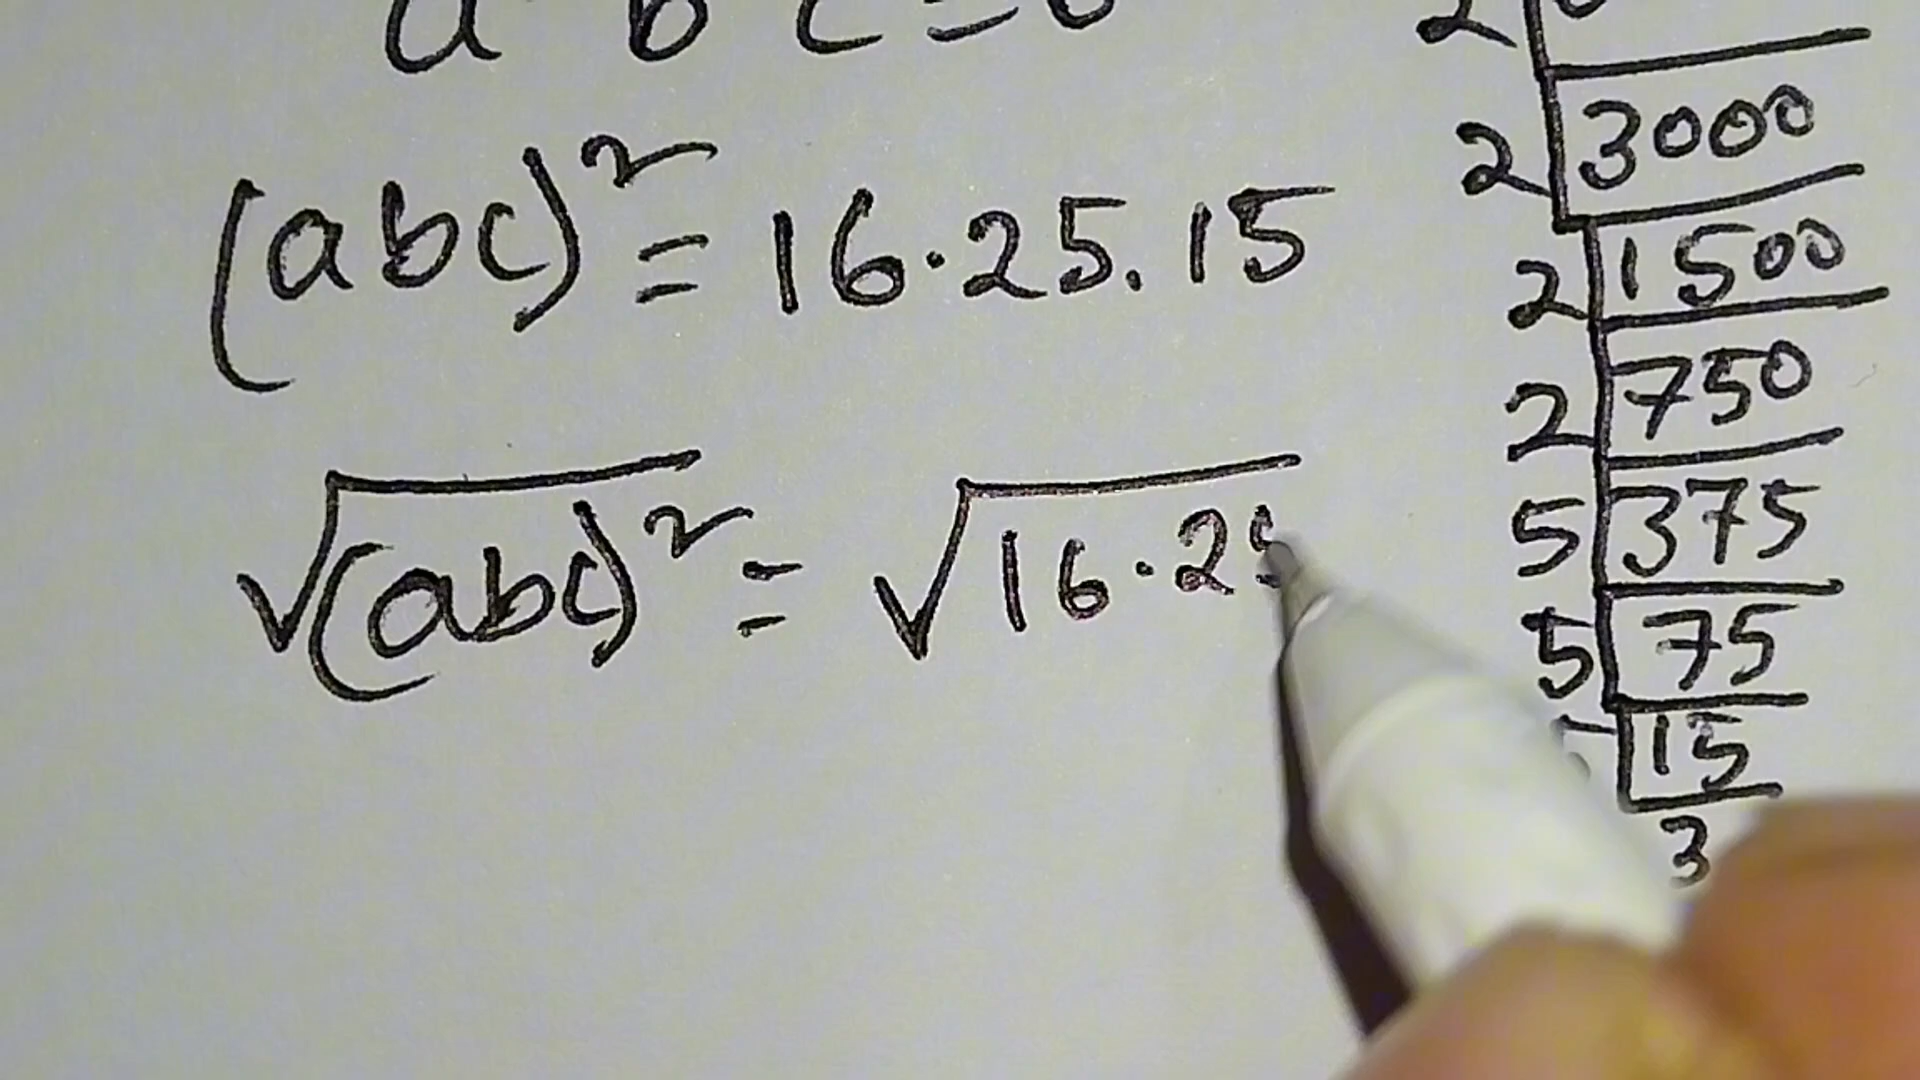 (abc)² = 16·25.15
√(abc)² = √16·2
2 | 3000
2 | 1500
2 | 750
5 | 375
5 | 75
15
3